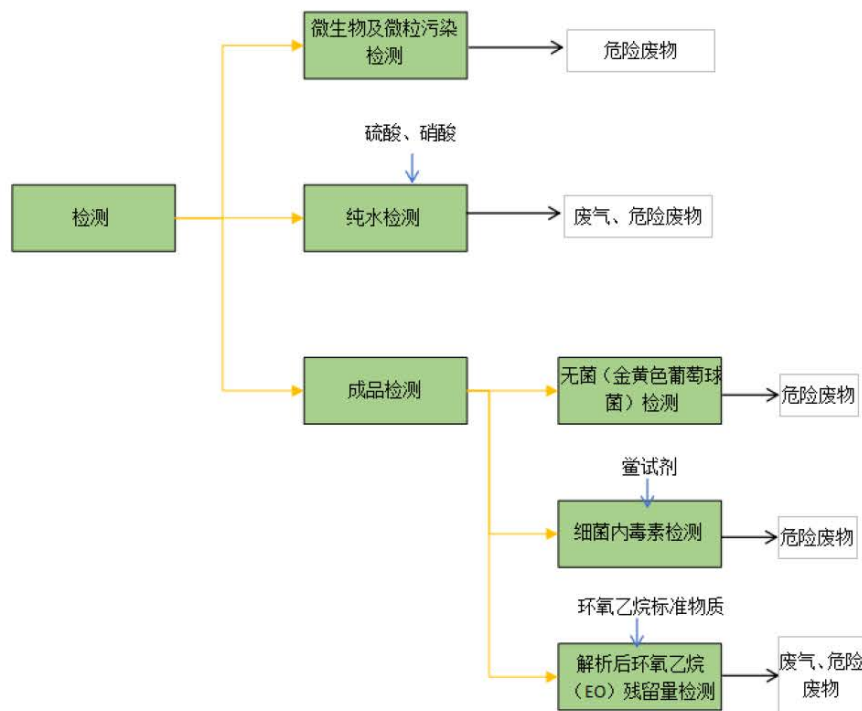 微生物及微粒污染
检测
危险废物
硫酸、硝酸
检测
纯水检测
废气、危险废物
成品检测
无菌（金黄色葡萄球
菌）检测
危险废物
鲎试剂
细菌内毒素检测
危险废物
环氧乙烷标准物质
解析后环氧乙烷
（EO）残留量检测
废气、危险
废物